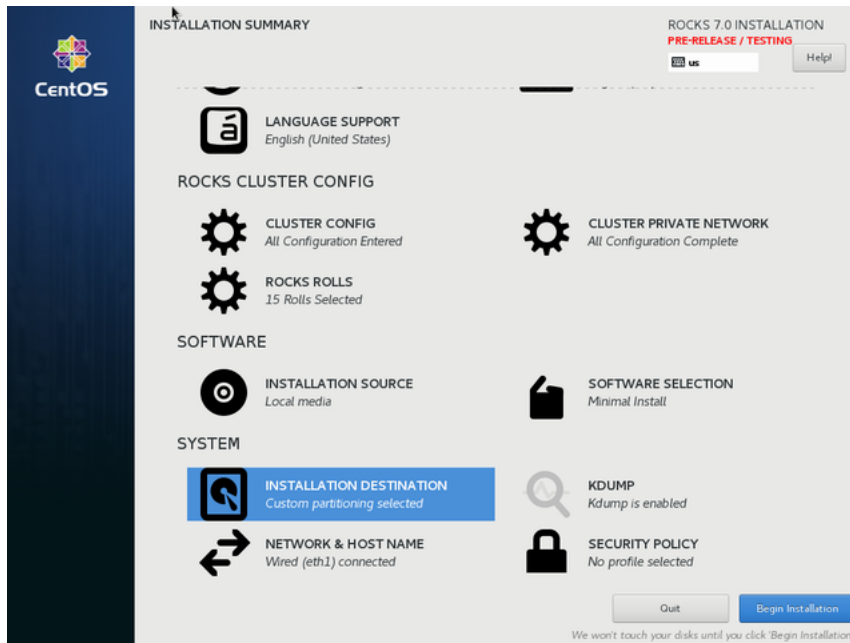 INSTALLATION SUMMARY
ROCKS 7.0 INSTALLATION
PRE-RELEASE / TESTING
us
Help!
CentOS
LANGUAGE SUPPORT
English (United States)
ROCKS CLUSTER CONFIG
CLUSTER CONFIG
All Configuration Entered
CLUSTER PRIVATE NETWORK
All Configuration Complete
ROCKS ROLLS
15 Rolls Selected
SOFTWARE
INSTALLATION SOURCE
Local media
SOFTWARE SELECTION
Minimal Install
SYSTEM
INSTALLATION DESTINATION
Custom partitioning selected
KDUMP
Kdump is enabled
NETWORK & HOST NAME
Wired (eth1) connected
SECURITY POLICY
No profile selected
Quit
Begin Installation
We won't touch your disks until you click 'Begin Installation